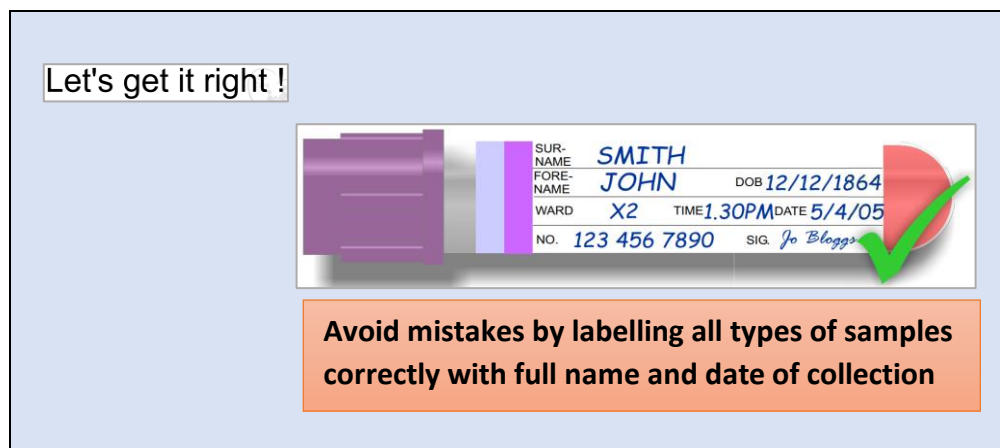 Let's get it right !
SUR-
NAME SMITH
FORE-
NAME JOHN DOB 12/12/1864
WARD X2 TIME 1.30PM DATE 5/4/05
NO. 123 456 7890 SIG. Jo Bloggs
Avoid mistakes by labelling all types of samples
correctly with full name and date of collection